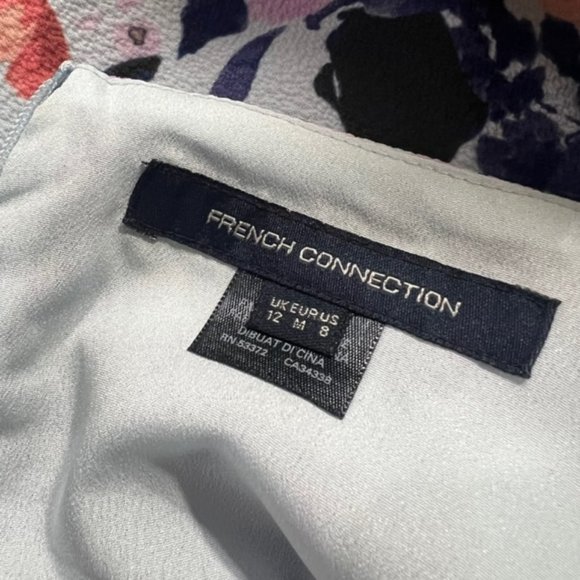 FRENCH CONNECTION
UK EUR US
12 M 8
DIBUAT DI CINA
RN 53372 CA34338